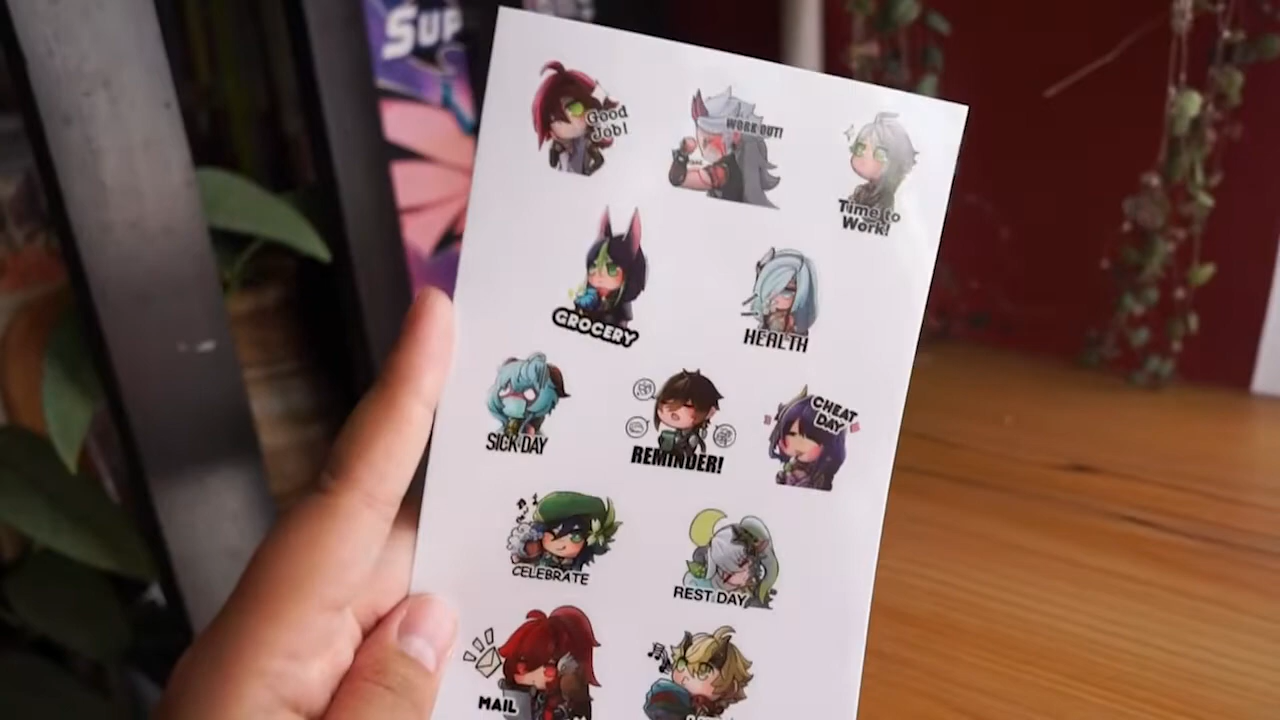 SUP
Good
Job!
WORK OUT!
Time to
Work!
GROCERY
HEALTH
SICK DAY
REMINDER!
CHEAT
DAY
CELEBRATE
REST DAY
MAIL